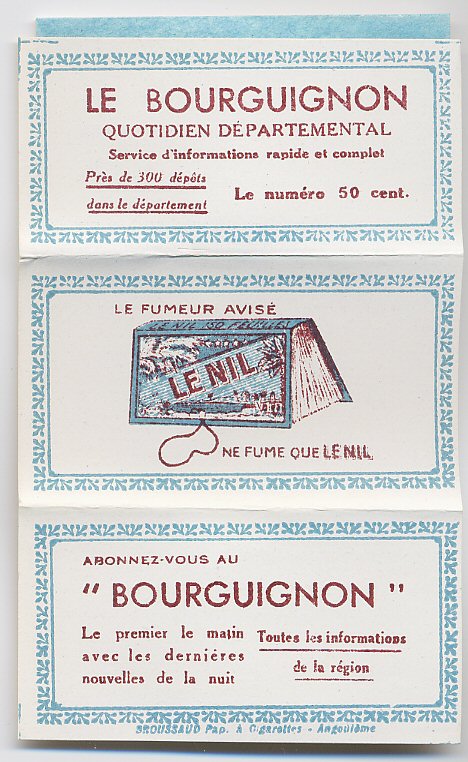 LE BOURGUIGNON
QUOTIDIEN DÉPARTEMENTAL
Service d'informations rapide et complet
Près de 300 dépôts
dans le département
Le numéro 50 cent.
LE FUMEUR AVISÉ
LE NIL 150 FEUILLES
LE NIL
NE FUME QUE LE NIL
ABONNEZ-VOUS AU
" BOURGUIGNON "
Le premier le matin
avec les dernières
nouvelles de la nuit
Toutes les informations
de la région
BROUSSAUD Pap. à Cigarettes - Angoulême